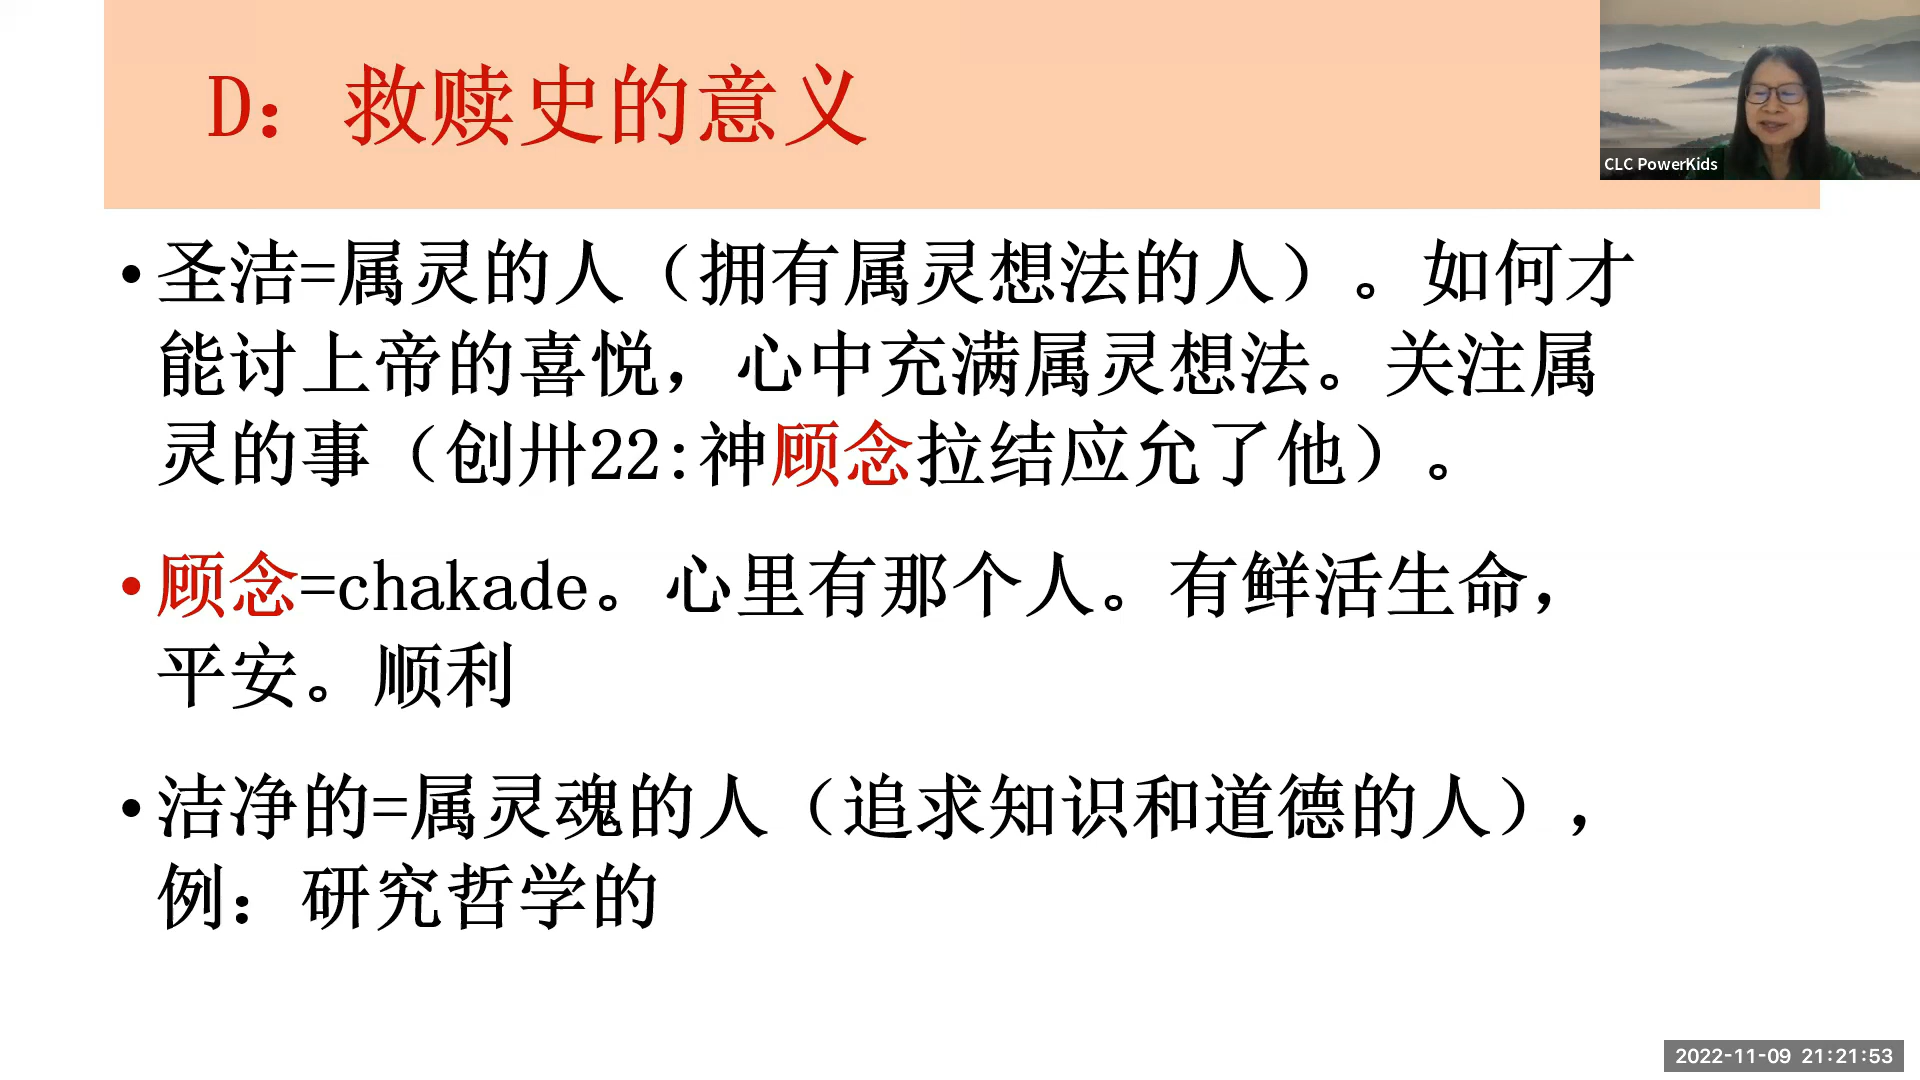 D：救赎史的意义
CLC PowerKids
•圣洁=属灵的人（拥有属灵想法的人）。如何才
能讨上帝的喜悦，心中充满属灵想法。关注属
灵的事（创卅22:神顾念拉结应允了他）。
•顾念=chakade。心里有那个人。有鲜活生命，
平安。顺利
•洁净的=属灵魂的人（追求知识和道德的人），
例：研究哲学的
2022-11-09 21:21:53